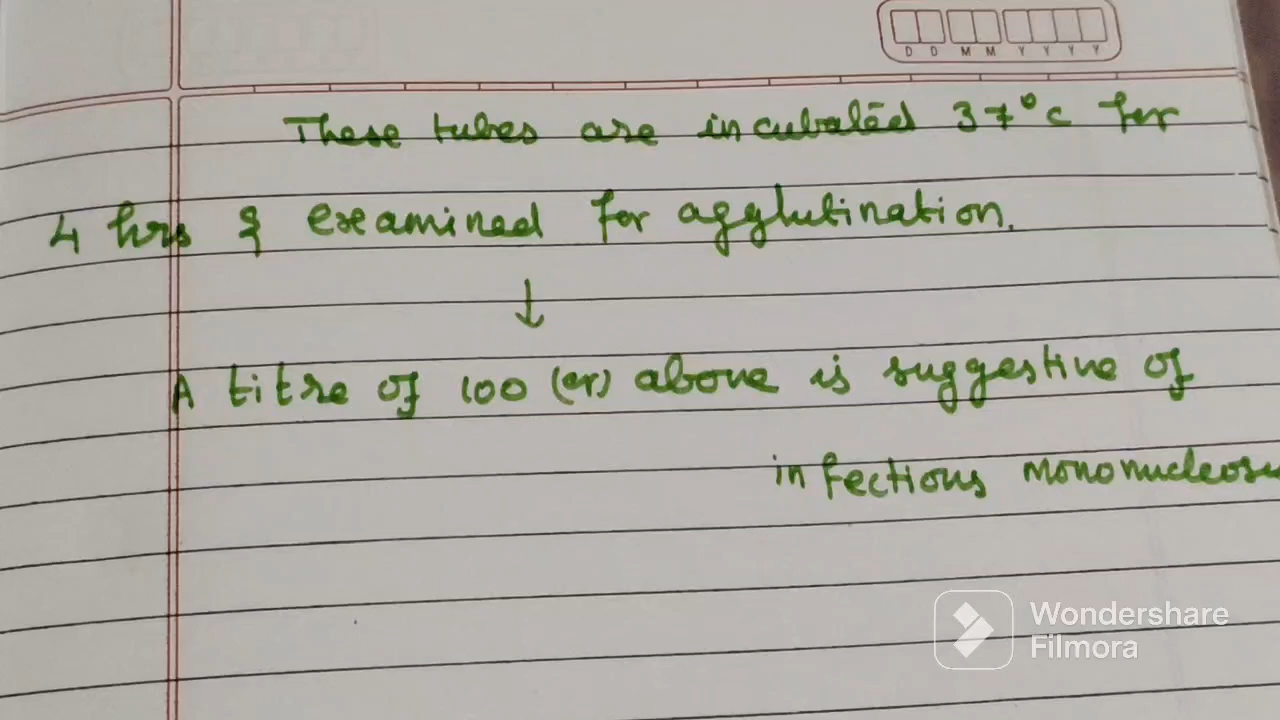 D D M M Y Y Y Y
These tubes are incubated 37°c for
4 hrs & examined for agglutination.
↓
A titre of 100 (or) above is suggestive of
infectious mononucleosi
Wondershare
Filmora